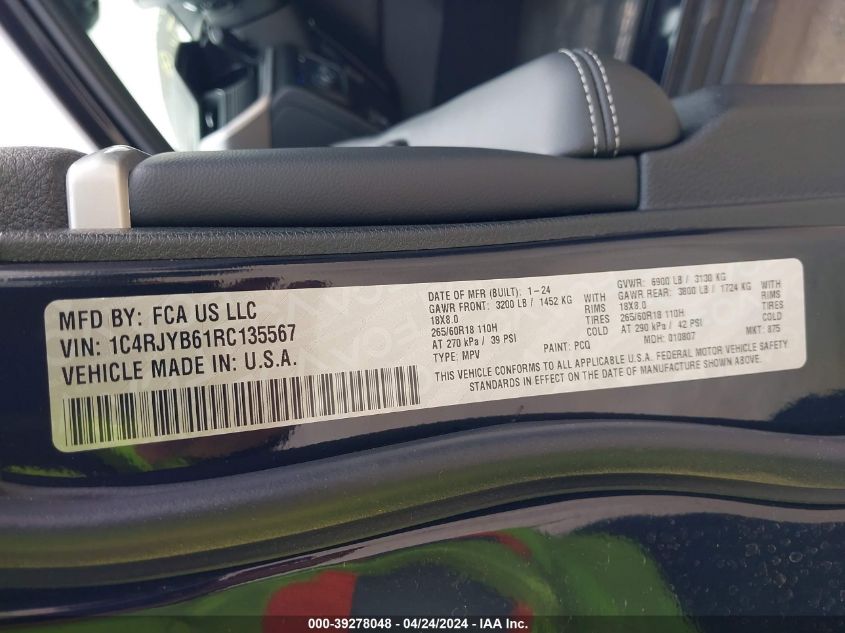 MFD BY: FCA US LLC
VIN: 1C4RJYB61RC135567
VEHICLE MADE IN: U.S.A.
DATE OF MFR (BUILT): 1-24 GVWR: 6900 LB / 3130 KG
GAWR FRONT: 3200 LB / 1452 KG GAWR REAR: 3800 LB / 1724 KG
18X8.0 RIMS 18X8.0 RIMS
265/60R18 110H TIRES 265/60R18 110H TIRES
AT 270 kPa / 39 PSI COLD AT 290 kPa / 42 PSI COLD
TYPE: MPV PAINT: PCQ MDH: 010807 MKT: 875
THIS VEHICLE CONFORMS TO ALL APPLICABLE U.S.A. FEDERAL MOTOR VEHICLE SAFETY
STANDARDS IN EFFECT ON THE DATE OF MANUFACTURE SHOWN ABOVE.
000-39278048 - 04/24/2024 - IAA Inc.